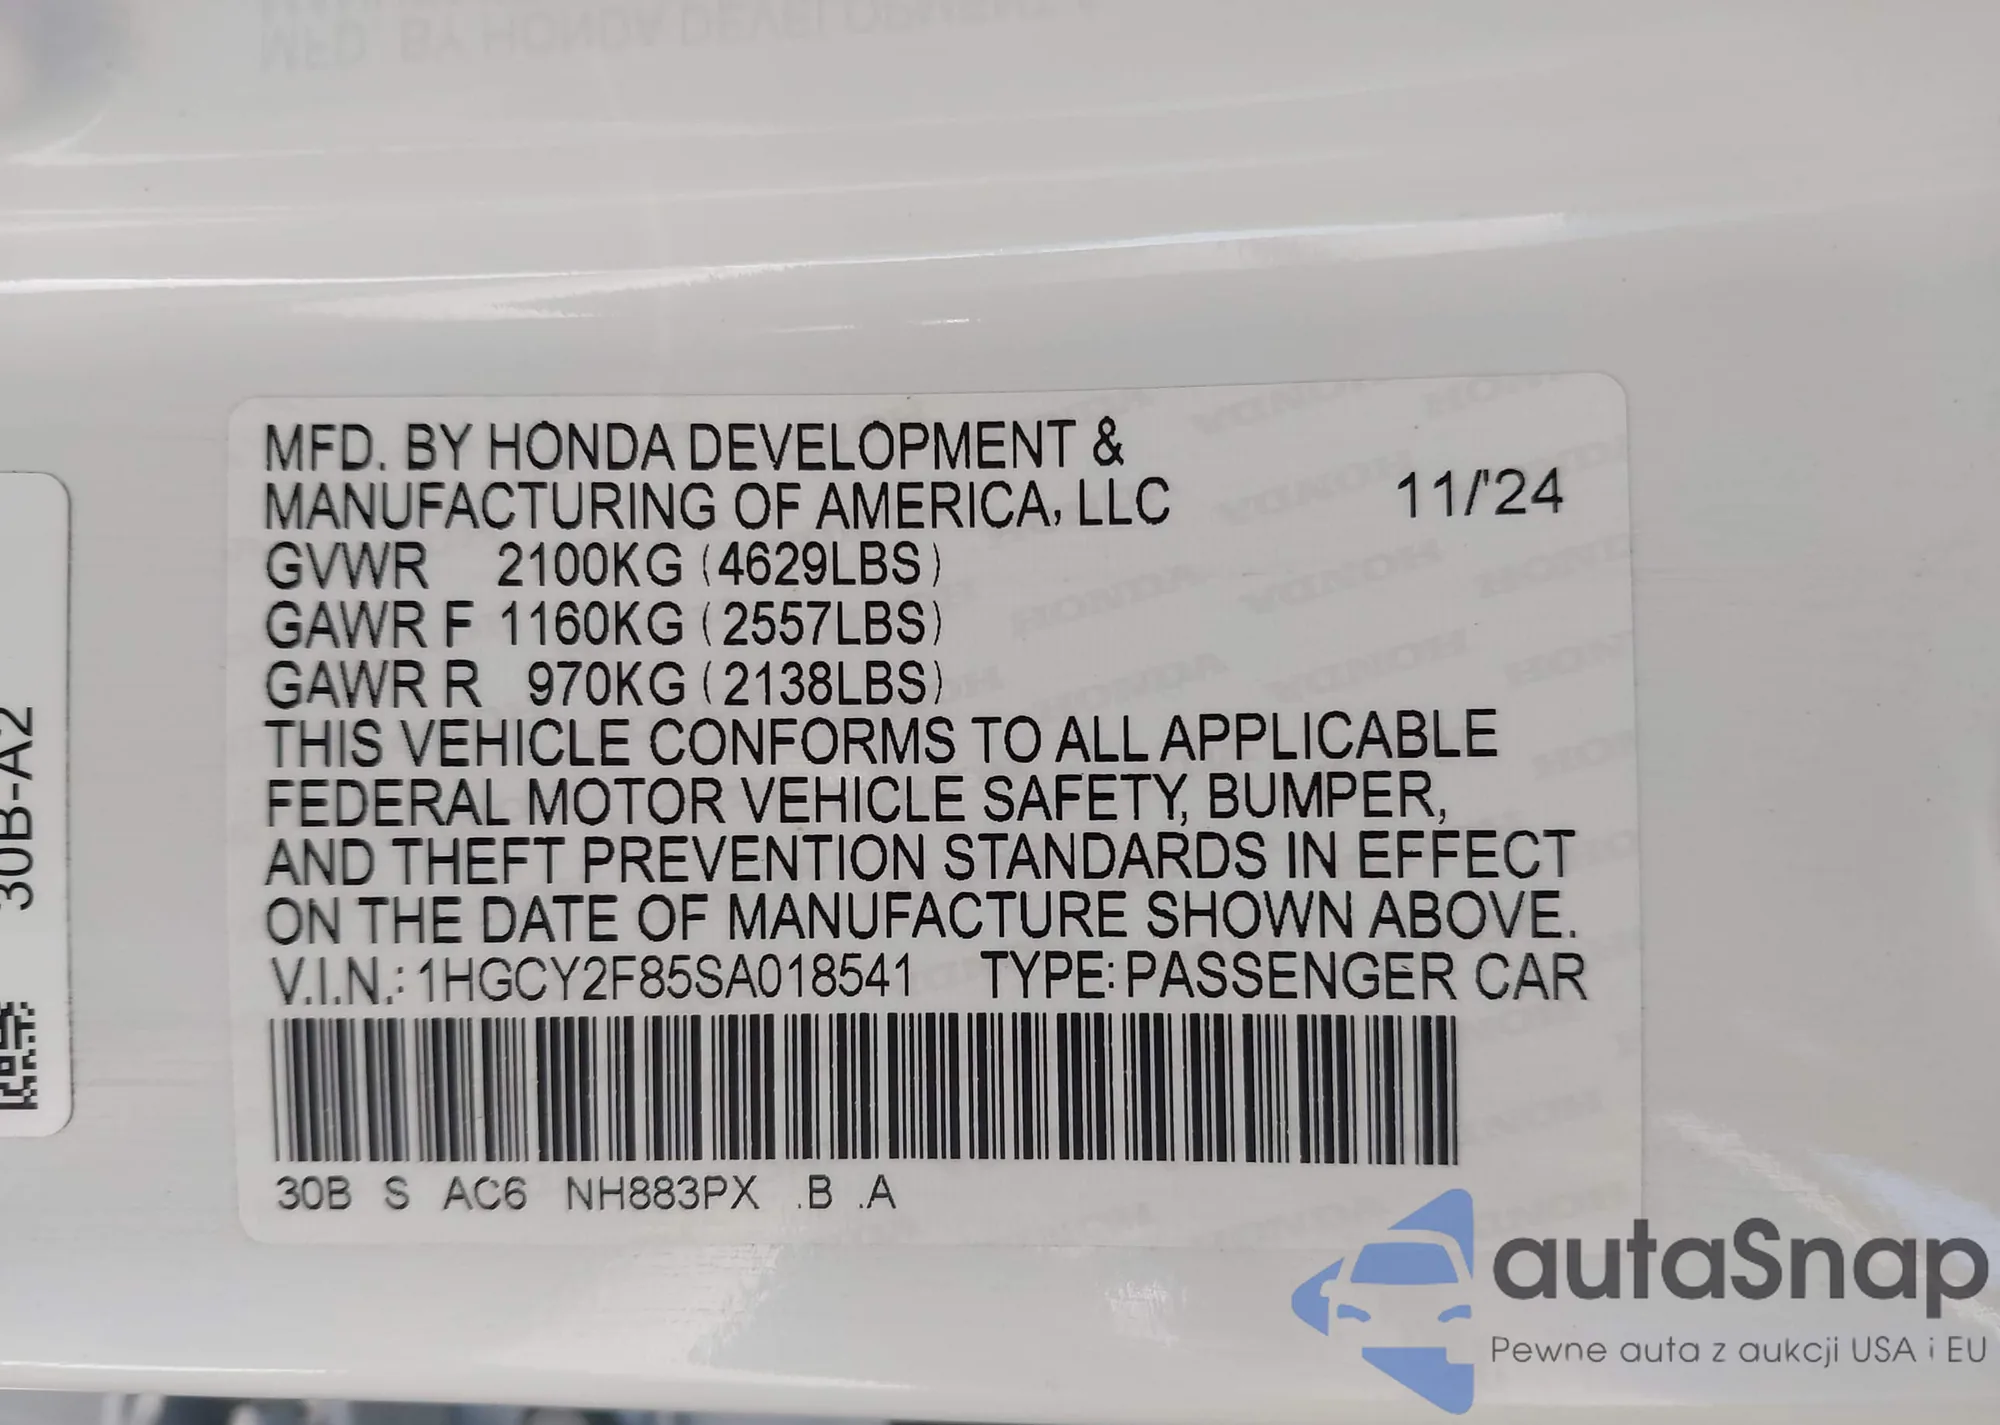 MFD. BY HONDA DEVELOPMENT &
MANUFACTURING OF AMERICA, LLC 11/'24
GVWR 2100KG (4629LBS)
GAWR F 1160KG (2557LBS)
GAWR R 970KG (2138LBS)
THIS VEHICLE CONFORMS TO ALL APPLICABLE
FEDERAL MOTOR VEHICLE SAFETY, BUMPER,
AND THEFT PREVENTION STANDARDS IN EFFECT
ON THE DATE OF MANUFACTURE SHOWN ABOVE.
V.I.N.: 1HGCY2F85SA018541 TYPE: PASSENGER CAR
30B S AC6 NH883PX .B .A
30B-A2
autaSnap
Pewne auta z aukcji USA i EU